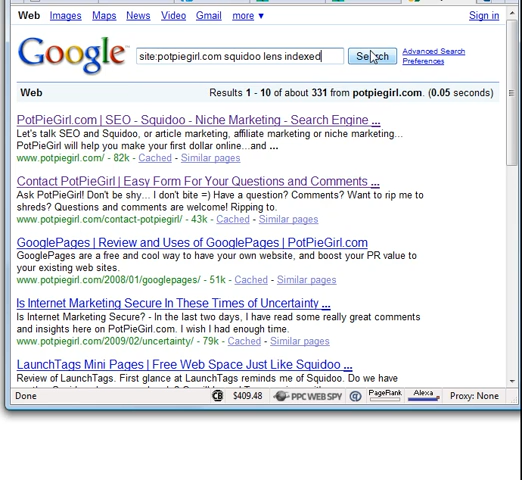 Web Images Maps News Video Gmail more ▼ Sign in
Google site:potpiegirl.com squidoo lens indexed Search Advanced Search
Preferences
Web Results 1 - 10 of about 331 from potpiegirl.com. (0.05 seconds)
PotPieGirl.com | SEO - Squidoo - Niche Marketing - Search Engine ...
Let's talk SEO and Squidoo, or article marketing, affiliate marketing or niche marketing...
PotPieGirl will help you make your first dollar online...and ...
www.potpiegirl.com/ - 82k - Cached - Similar pages
Contact PotPieGirl | Easy Form For Your Questions and Comments ...
Ask PotPieGirl! Don't be shy... I don't bite =) Have a question? Comments? Want to rip me to
shreds? Questions and comments are welcome! Ripping to.
www.potpiegirl.com/contact-potpiegirl/ - 43k - Cached - Similar pages
GooglePages | Review and Uses of GooglePages | PotPieGirl.com
GooglePages are a free and cool way to have your own website, and boost your PR value to
your existing web sites.
www.potpiegirl.com/2008/01/googlepages/ - 51k - Cached - Similar pages
Is Internet Marketing Secure In These Times of Uncertainty ...
Is Internet Marketing Secure? - In the last two days, I have read some really great comments
and insights here on PotPieGirl.com. I wish I had enough time.
www.potpiegirl.com/2009/02/uncertainty/ - 79k - Cached - Similar pages
LaunchTags Mini Pages | Free Web Space Just Like Squidoo ...
Review of LaunchTags. First glance at LaunchTags reminds me of Squidoo. Do we have
Done $409.48 PPC WEB SPY PageRank Alexa Proxy: None